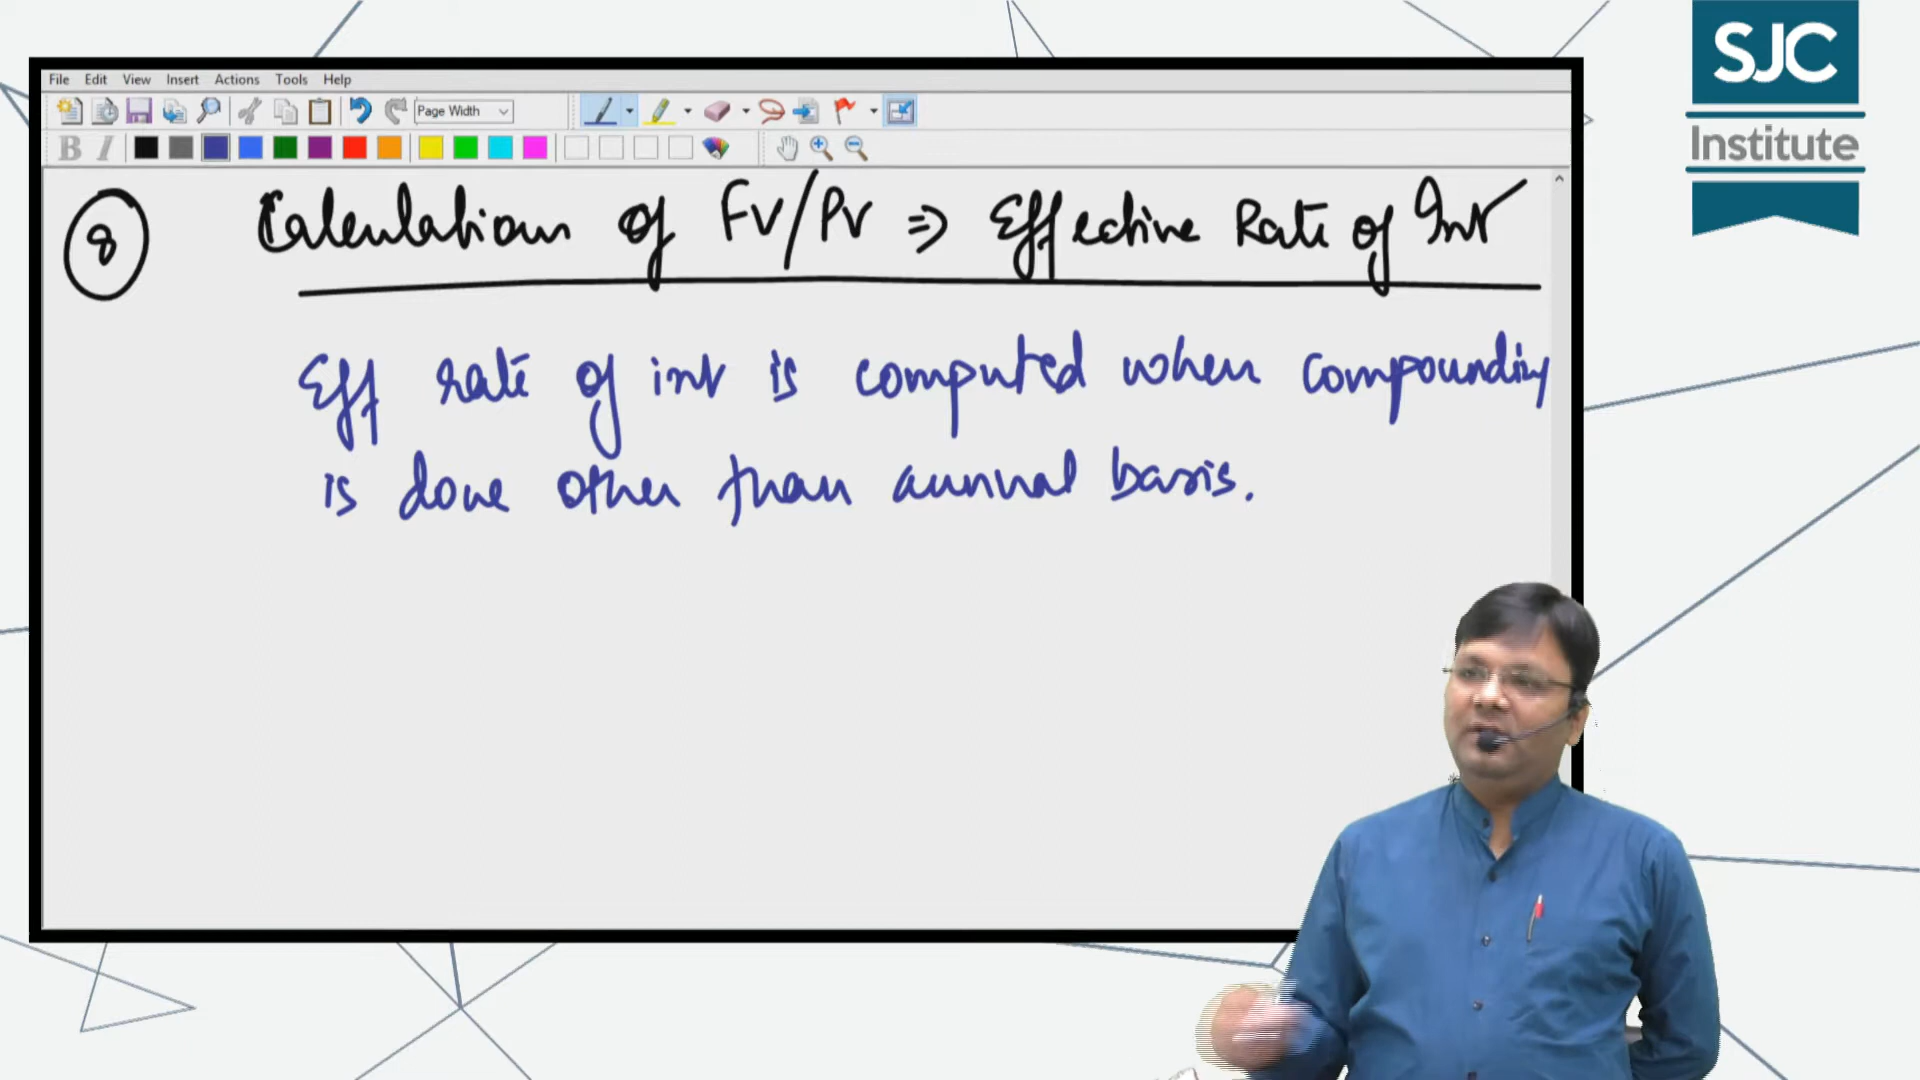 SJC
Institute
File Edit View Insert Actions Tools Help
Page Width
B I
8 Calculation of FV/PV ⇒ Effective Rate of Int
Eff rate of int is computed when compounding
is done other than annual basis.